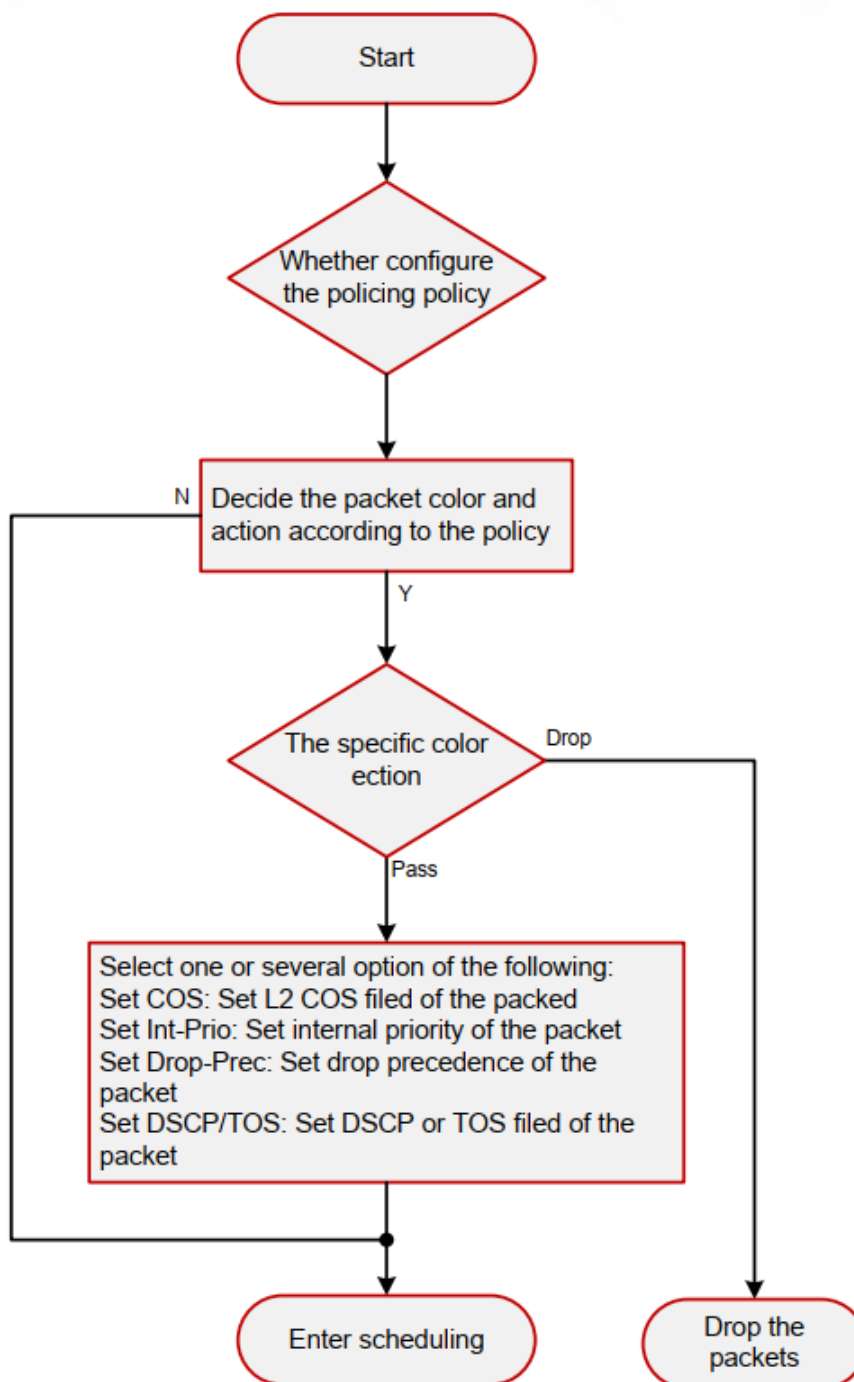 Start
Whether configure
the policing policy
N
Decide the packet color and
action according to the policy
Y
The specific color
ection
Drop
Pass
Select one or several option of the following:
Set COS: Set L2 COS filed of the packed
Set Int-Prio: Set internal priority of the packet
Set Drop-Prec: Set drop precedence of the
packet
Set DSCP/TOS: Set DSCP or TOS filed of the
packet
Enter scheduling
Drop the
packets